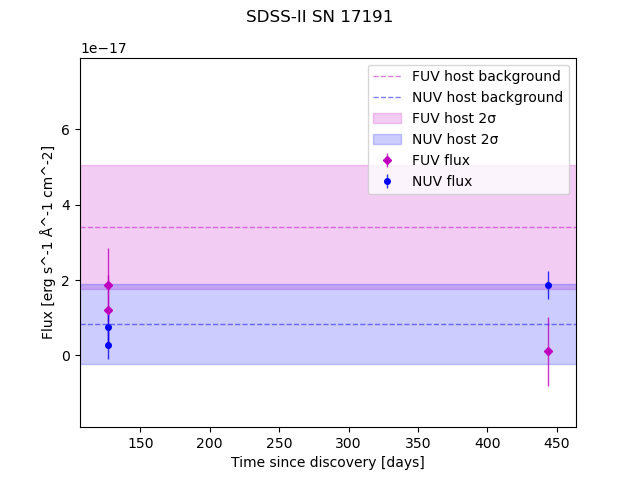 SDSS-II SN 17191
1e−17
FUV host background
NUV host background
FUV host 2σ
NUV host 2σ
FUV flux
NUV flux
Flux [erg s^-1 Å^-1 cm^-2]
6
4
2
0
150
200
250
300
350
400
450
Time since discovery [days]